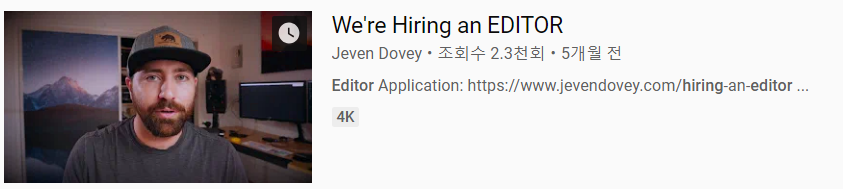 We're Hiring an EDITOR
Jeven Dovey • 조회수 2.3천회 • 5개월 전
Editor Application: https://www.jevendovey.com/hiring-an-editor ...
4K